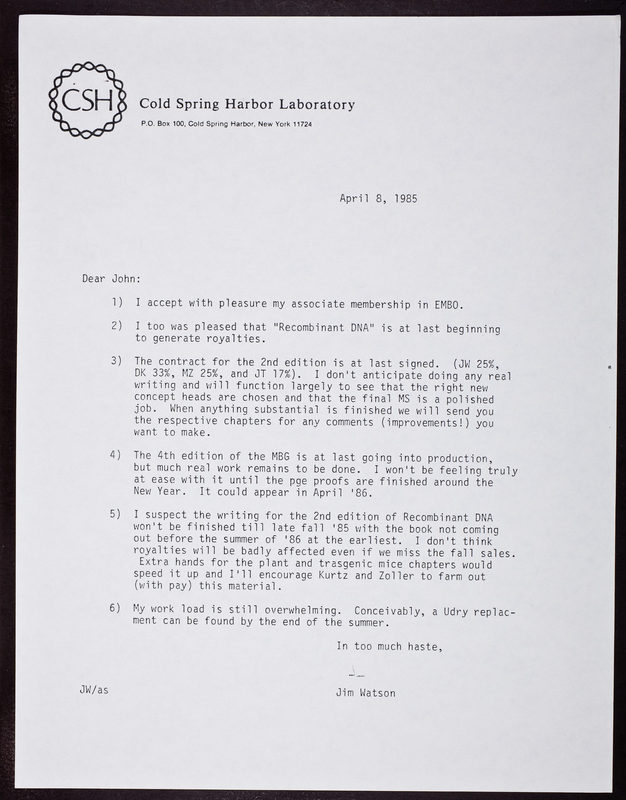 CSH
Cold Spring Harbor Laboratory
P.O. Box 100, Cold Spring Harbor, New York 11724
April 8, 1985
Dear John:
1) I accept with pleasure my associate membership in EMBO.
2) I too was pleased that "Recombinant DNA" is at last beginning
to generate royalties.
3) The contract for the 2nd edition is at last signed. (JW 25%,
DK 33%, MZ 25%, and JT 17%). I don't anticipate doing any real
writing and will function largely to see that the right new
concept heads are chosen and that the final MS is a polished
job. When anything substantial is finished we will send you
the respective chapters for any comments (improvements!) you
want to make.
4) The 4th edition of the MBG is at last going into production,
but much real work remains to be done. I won't be feeling truly
at ease with it until the pge proofs are finished around the
New Year. It could appear in April '86.
5) I suspect the writing for the 2nd edition of Recombinant DNA
won't be finished till late fall '85 with the book not coming
out before the summer of '86 at the earliest. I don't think
royalties will be badly affected even if we miss the fall sales.
Extra hands for the plant and trasgenic mice chapters would
speed it up and I'll encourage Kurtz and Zoller to farm out
(with pay) this material.
6) My work load is still overwhelming. Conceivably, a Udry replac-
ment can be found by the end of the summer.
In too much haste,
JW/as
Jim Watson